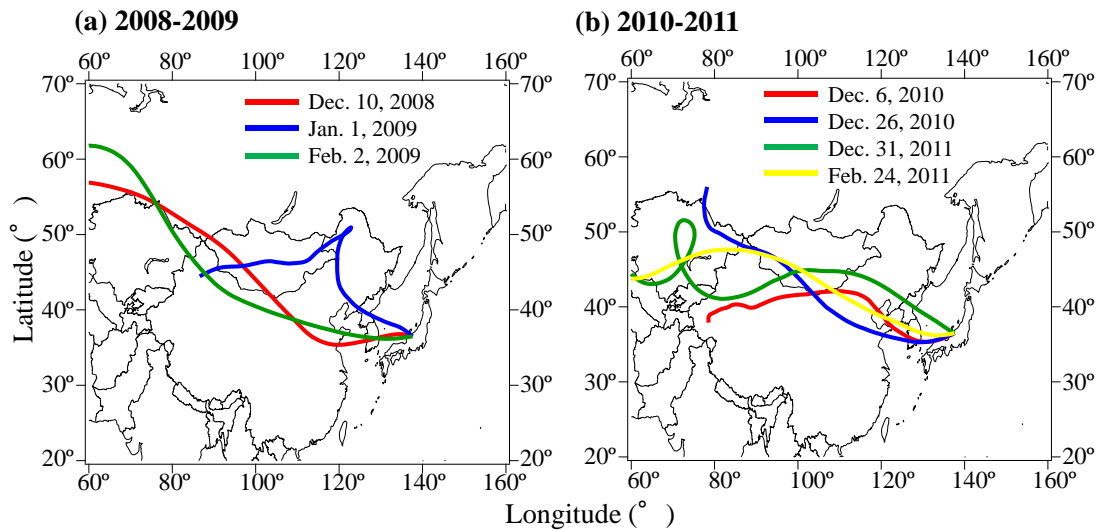 (a) 2008-2009
(b) 2010-2011
60º 80º 100º 120º 140º 160º
60º 80º 100º 120º 140º 160º
70º 70º 70º 70º
Dec. 10, 2008
Jan. 1, 2009
Feb. 2, 2009
Dec. 6, 2010
Dec. 26, 2010
Dec. 31, 2011
Feb. 24, 2011
60º 60º 60º 60º
50º 50º 50º 50º
40º 40º 40º 40º
30º 30º 30º 30º
20º 20º 20º 20º
Latitude (° )
60º 80º 100º 120º 140º 160º
60º 80º 100º 120º 140º 160º
Longitude (° )